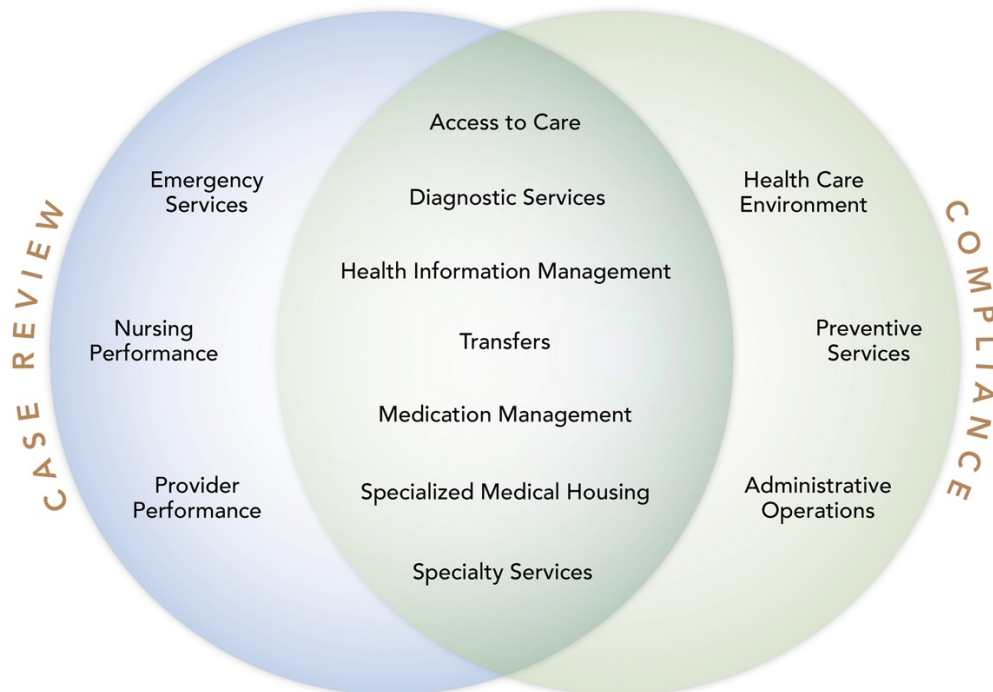 CASE REVIEW
Emergency
Services
Nursing
Performance
Provider
Performance
Access to Care
Diagnostic Services
Health Information Management
Transfers
Medication Management
Specialized Medical Housing
Specialty Services
Health Care
Environment
Preventive
Services
Administrative
Operations
COMPLIANCE